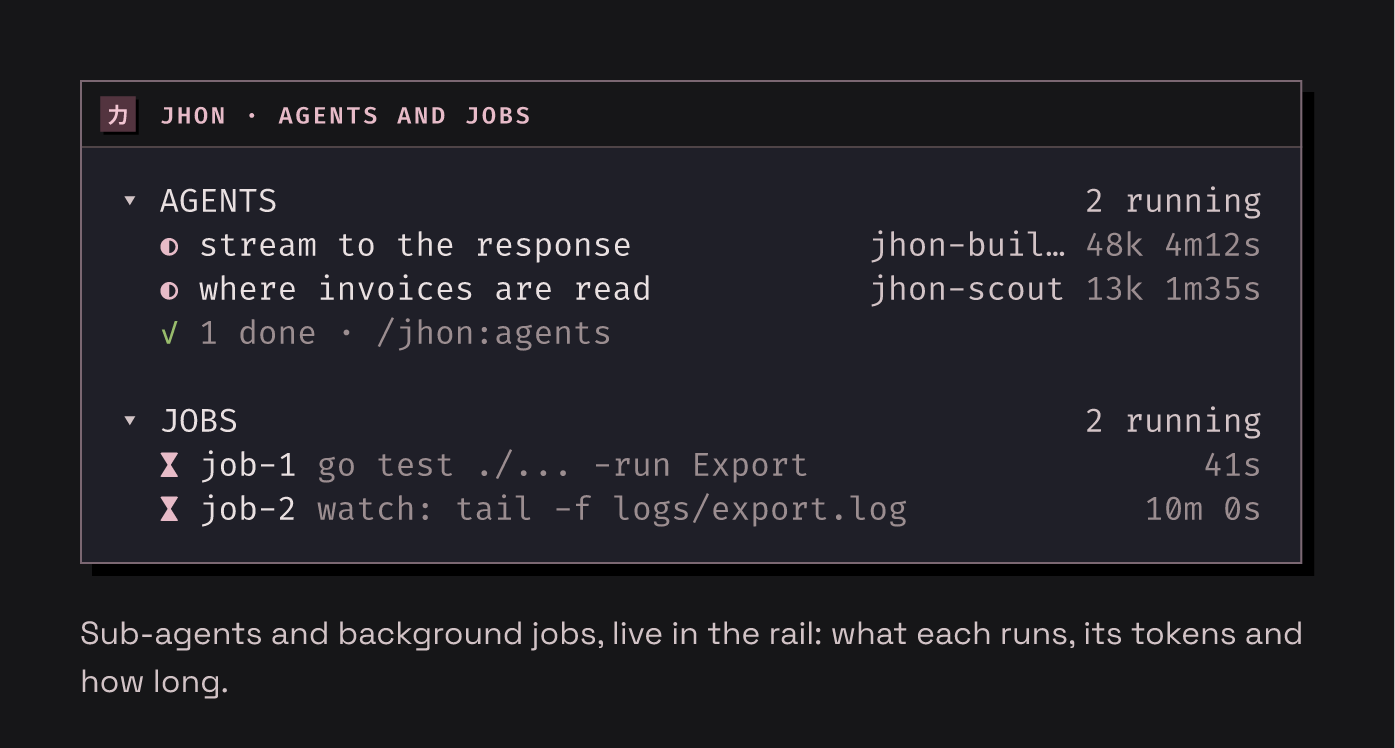 力 JHON · AGENTS AND JOBS
▾ AGENTS 2 running
◐ stream to the response jhon-buil… 48k 4m12s
◐ where invoices are read jhon-scout 13k 1m35s
√ 1 done · /jhon:agents
▾ JOBS 2 running
⧗ job-1 go test ./... -run Export 41s
⧗ job-2 watch: tail -f logs/export.log 10m 0s
Sub-agents and background jobs, live in the rail: what each runs, its tokens and
how long.